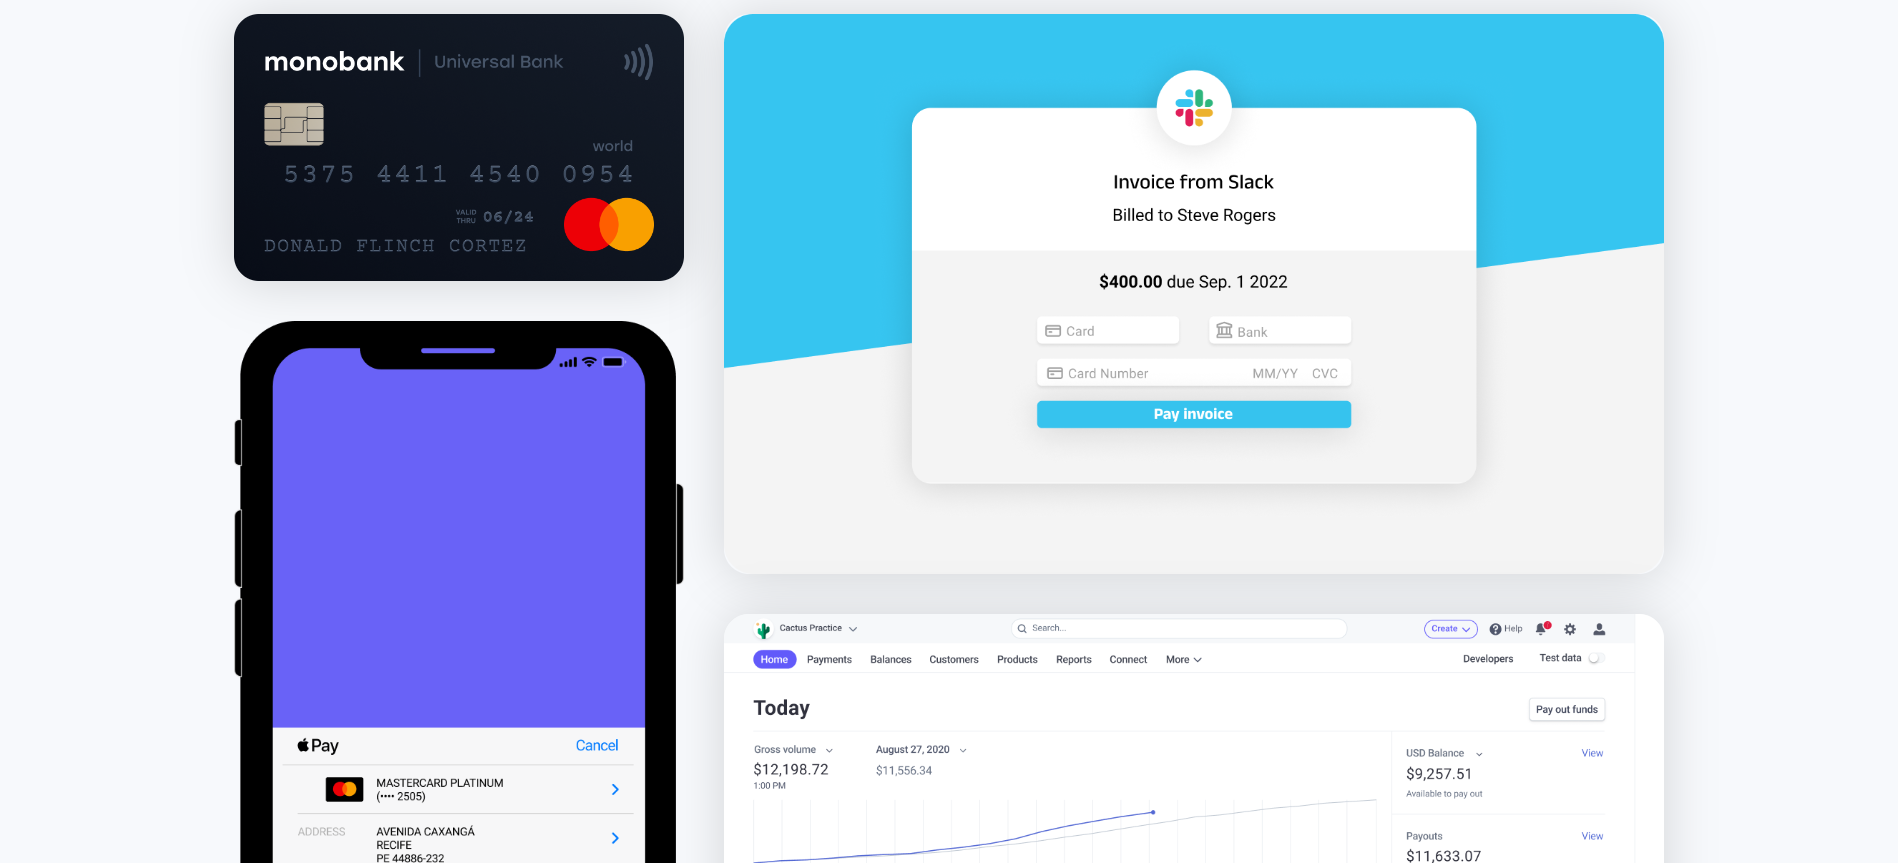 monobank | Universal Bank
world
5375 4411 4540 0954
VALID THRU 06/24
DONALD FLINCH CORTEZ
Invoice from Slack
Billed to Steve Rogers
$400.00 due Sep. 1 2022
Card
Bank
Card Number MM/YY CVC
Pay invoice
Pay Cancel
MASTERCARD PLATINUM
(•••• 2505)
ADDRESS AVENIDA CAXANGÁ
RECIFE
PE 44886-232
Cactus Practice Search... Create Help
Home Payments Balances Customers Products Reports Connect More Developers Test data
Today Pay out funds
Gross volume August 27, 2020
$12,198.72 $11,556.34
1:00 PM
USD Balance View
$9,257.51
Available to pay out
Payouts View
$11,633.07